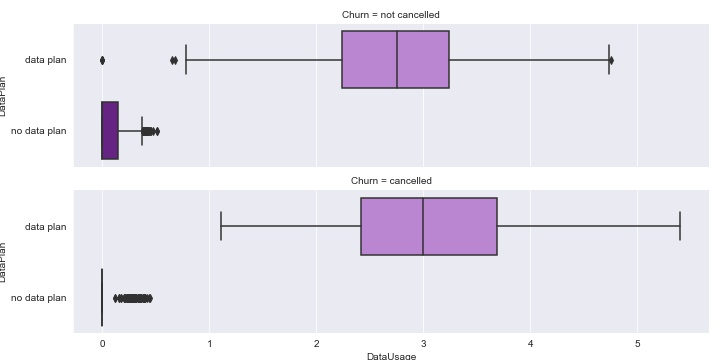 Churn = not cancelled
data plan
no data plan
DataPlan
Churn = cancelled
data plan
no data plan
DataPlan
0 1 2 3 4 5
DataUsage